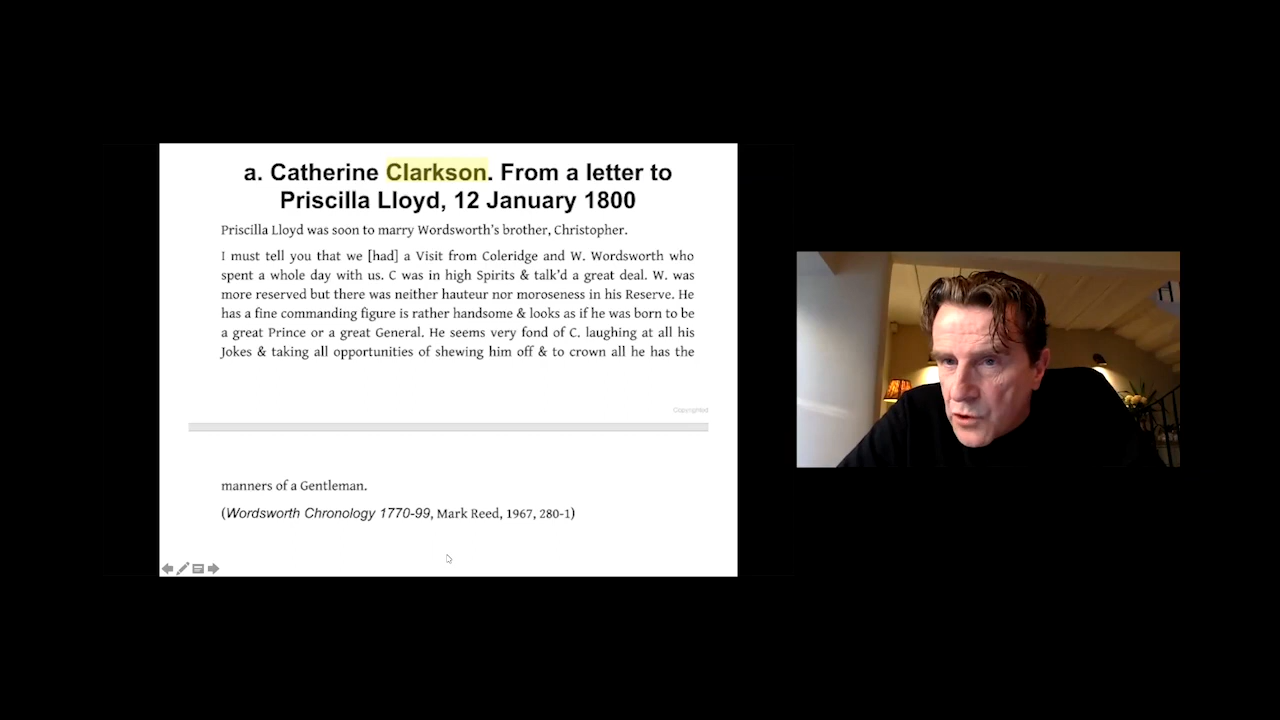 a. Catherine Clarkson. From a letter to
Priscilla Lloyd, 12 January 1800
Priscilla Lloyd was soon to marry Wordsworth’s brother, Christopher.
I must tell you that we [had] a Visit from Coleridge and W. Wordsworth who
spent a whole day with us. C was in high Spirits & talk’d a great deal. W. was
more reserved but there was neither hauteur nor moroseness in his Reserve. He
has a fine commanding figure is rather handsome & looks as if he was born to be
a great Prince or a great General. He seems very fond of C. laughing at all his
Jokes & taking all opportunities of shewing him off & to crown all he has the
Copyrighted
manners of a Gentleman.
(Wordsworth Chronology 1770-99, Mark Reed, 1967, 280-1)